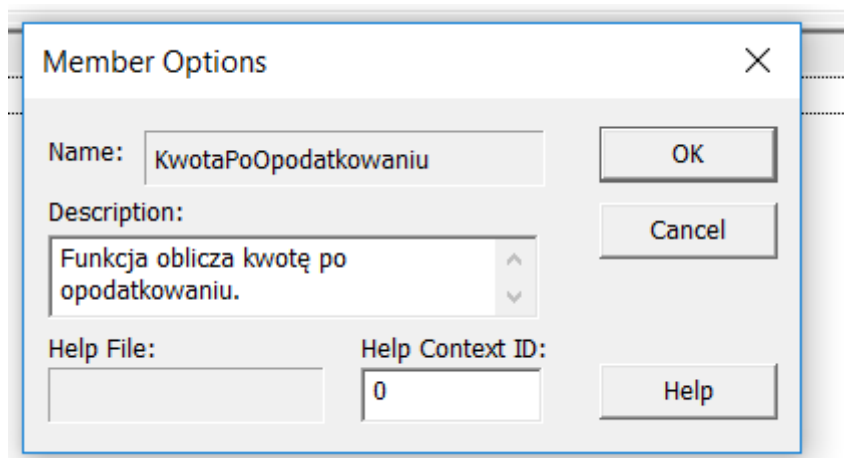 Member Options
Name: KwotaPoOpodatkowaniu
OK
Description:
Cancel
Funkcja oblicza kwotę po
opodatkowaniu.
Help File: Help Context ID:
0
Help